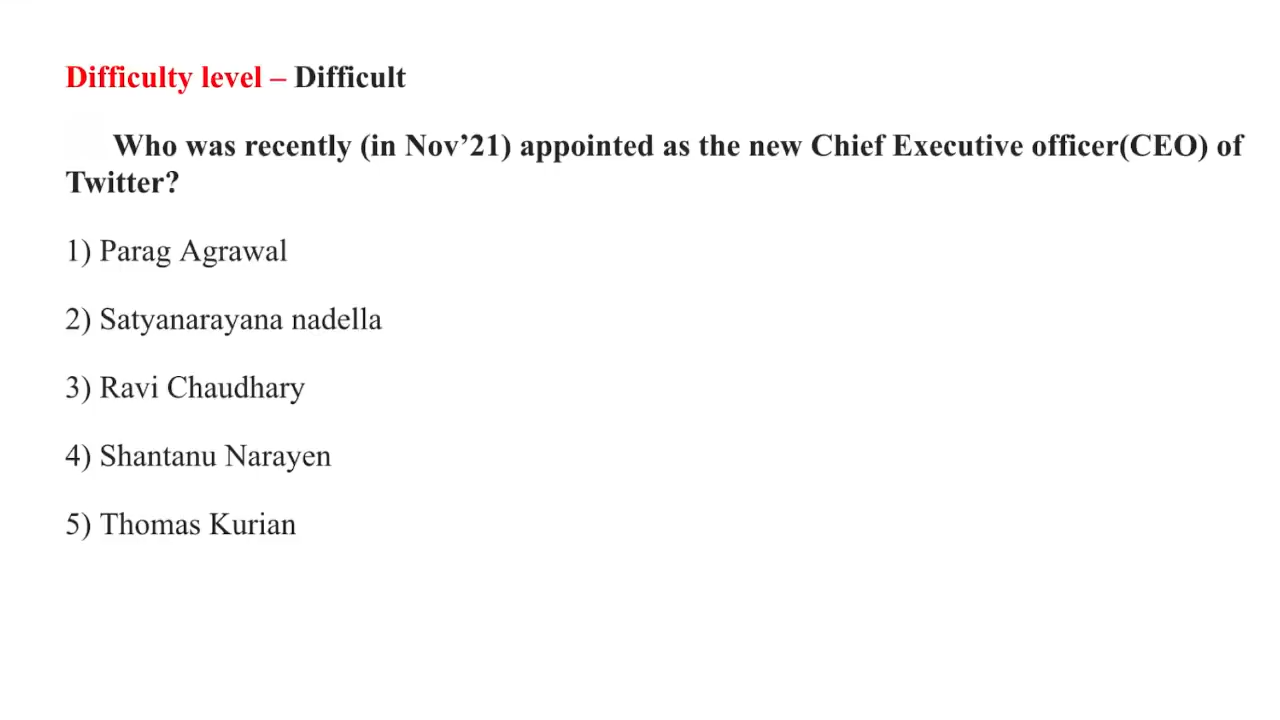 Difficulty level – Difficult
Who was recently (in Nov’21) appointed as the new Chief Executive officer(CEO) of
Twitter?
1) Parag Agrawal
2) Satyanarayana nadella
3) Ravi Chaudhary
4) Shantanu Narayen
5) Thomas Kurian